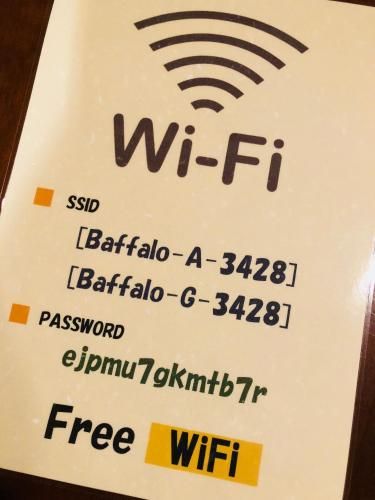 Wi-Fi
SSID
[Baffalo-A-3428]
[Baffalo-G-3428]
PASSWORD
ejpmu7gkmtb7r
Free WiFi